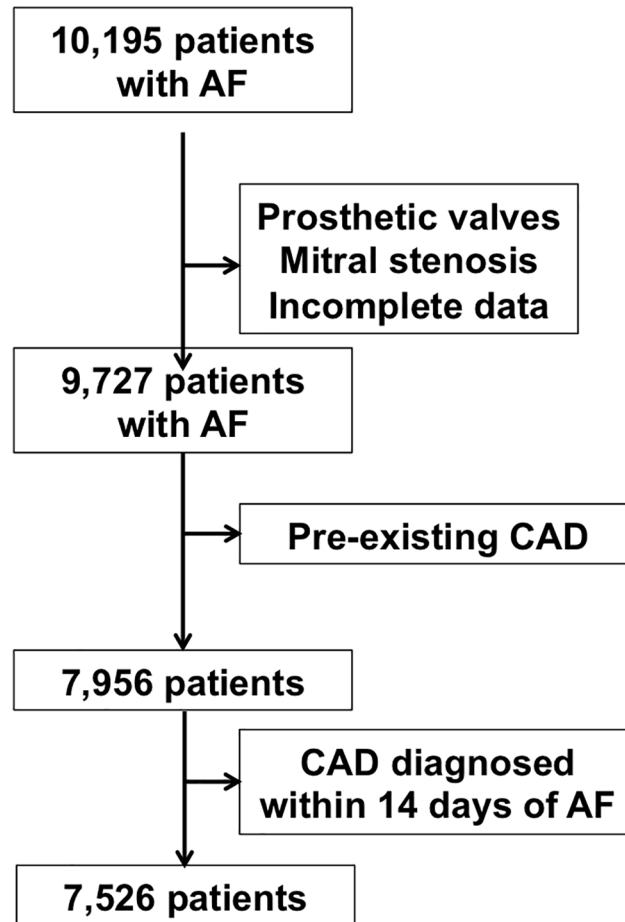 10,195 patients
with AF
Prosthetic valves
Mitral stenosis
Incomplete data
9,727 patients
with AF
Pre-existing CAD
7,956 patients
CAD diagnosed
within 14 days of AF
7,526 patients